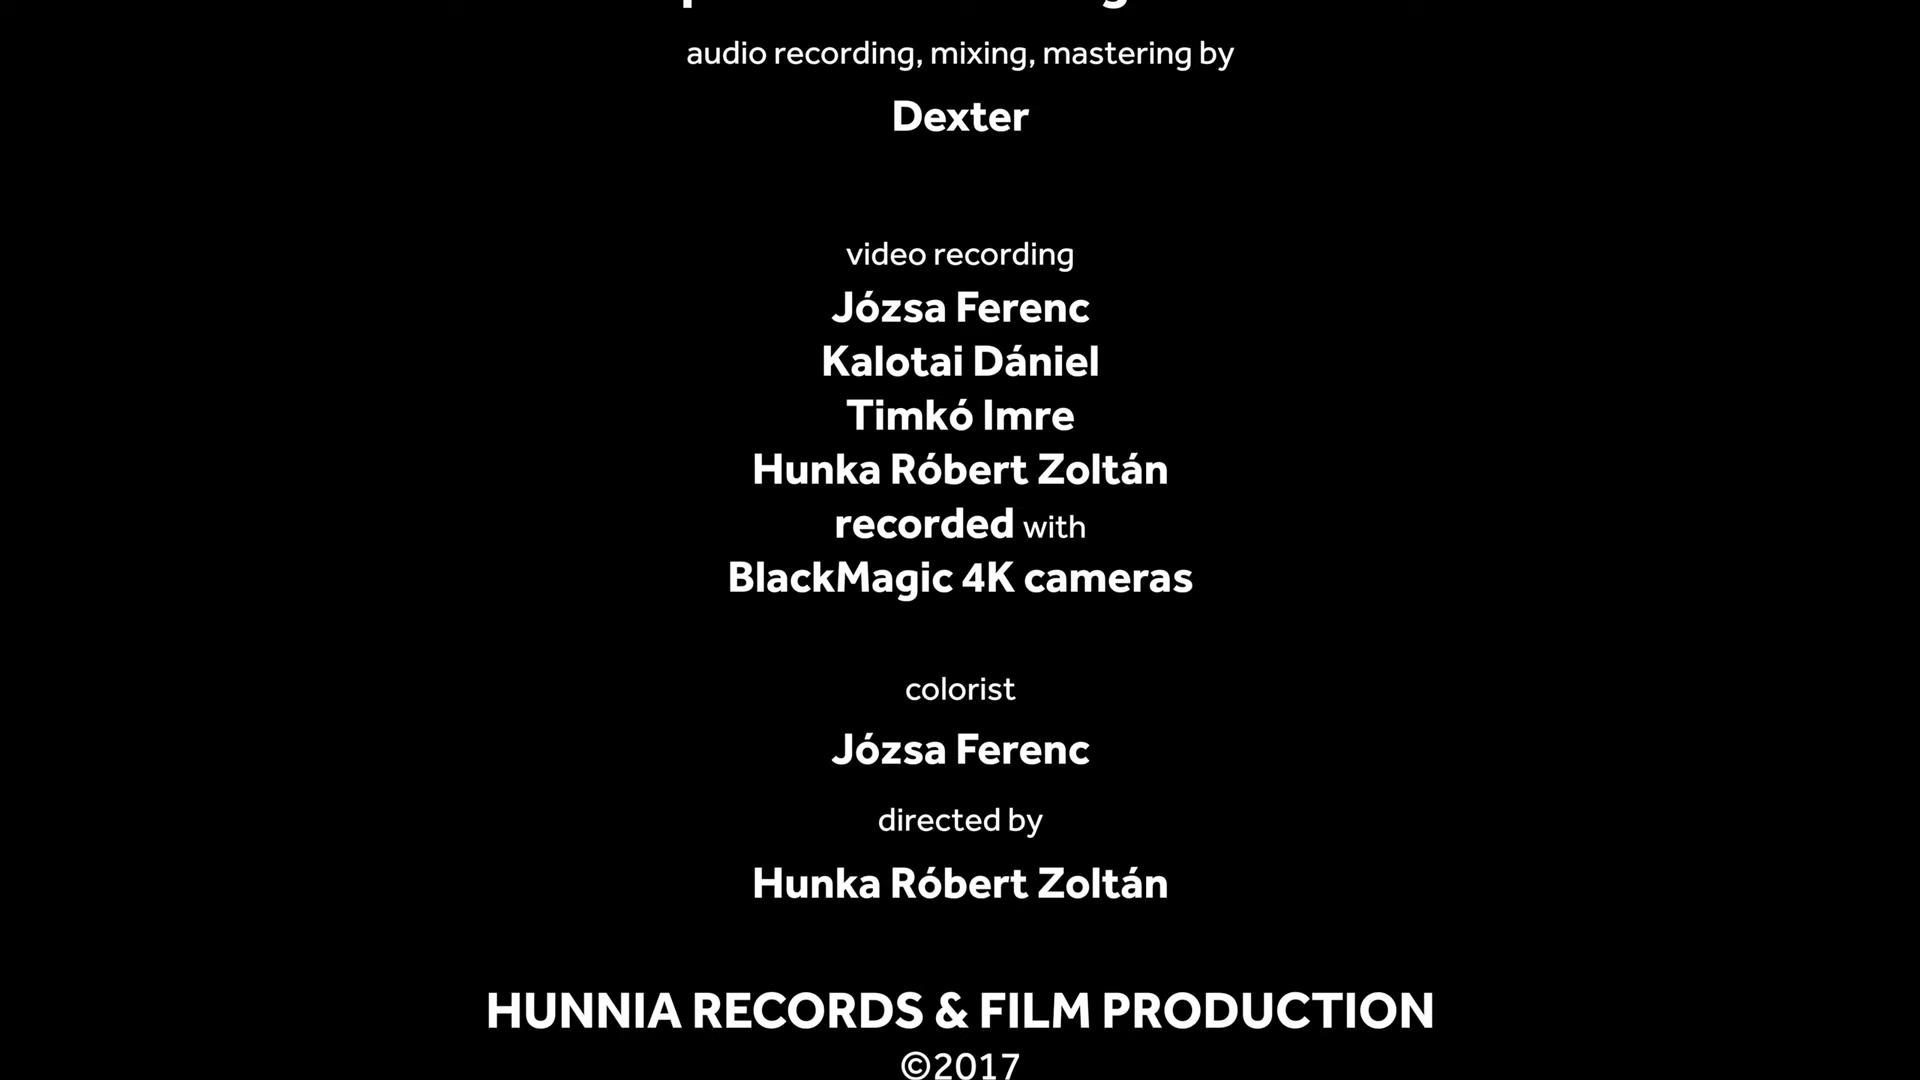 audio recording, mixing, mastering by
Dexter
video recording
Józsa Ferenc
Kalotai Dániel
Timkó Imre
Hunka Róbert Zoltán
recorded with
BlackMagic 4K cameras
colorist
Józsa Ferenc
directed by
Hunka Róbert Zoltán
HUNNIA RECORDS & FILM PRODUCTION
©2017